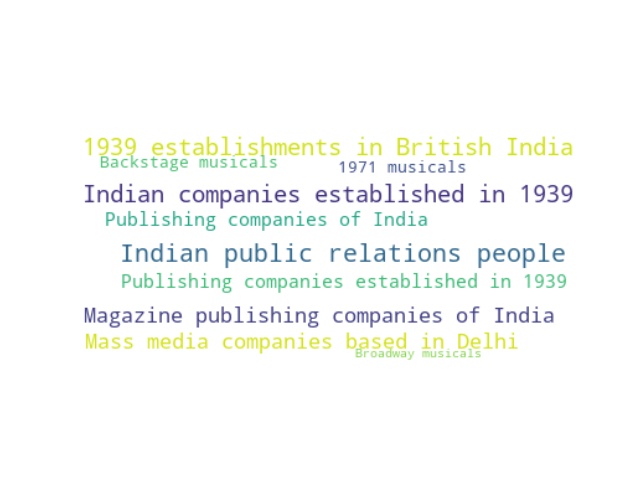 1939 establishments in British India
Backstage musicals
1971 musicals
Indian companies established in 1939
Publishing companies of India
Indian public relations people
Publishing companies established in 1939
Magazine publishing companies of India
Mass media companies based in Delhi
Broadway musicals